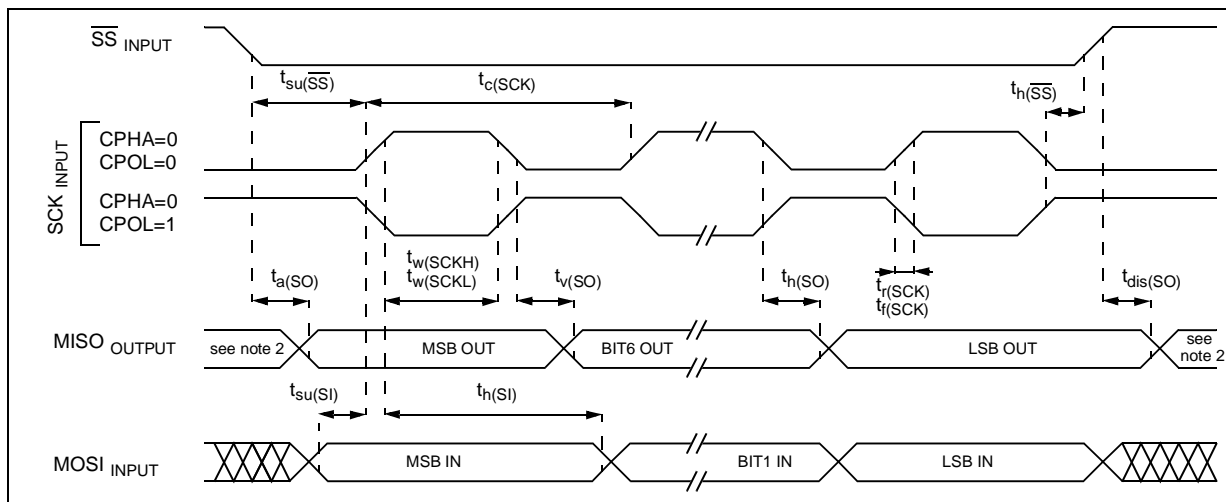 SS INPUT
tsu(SS)
tc(SCK)
th(SS)
SCK INPUT
CPHA=0
CPOL=0
CPHA=0
CPOL=1
ta(SO)
tw(SCKH)
tw(SCKL)
tv(SO)
th(SO)
tr(SCK)
tf(SCK)
tdis(SO)
MISO OUTPUT
see note 2
MSB OUT
BIT6 OUT
LSB OUT
see
note 2
tsu(SI)
th(SI)
MOSI INPUT
MSB IN
BIT1 IN
LSB IN